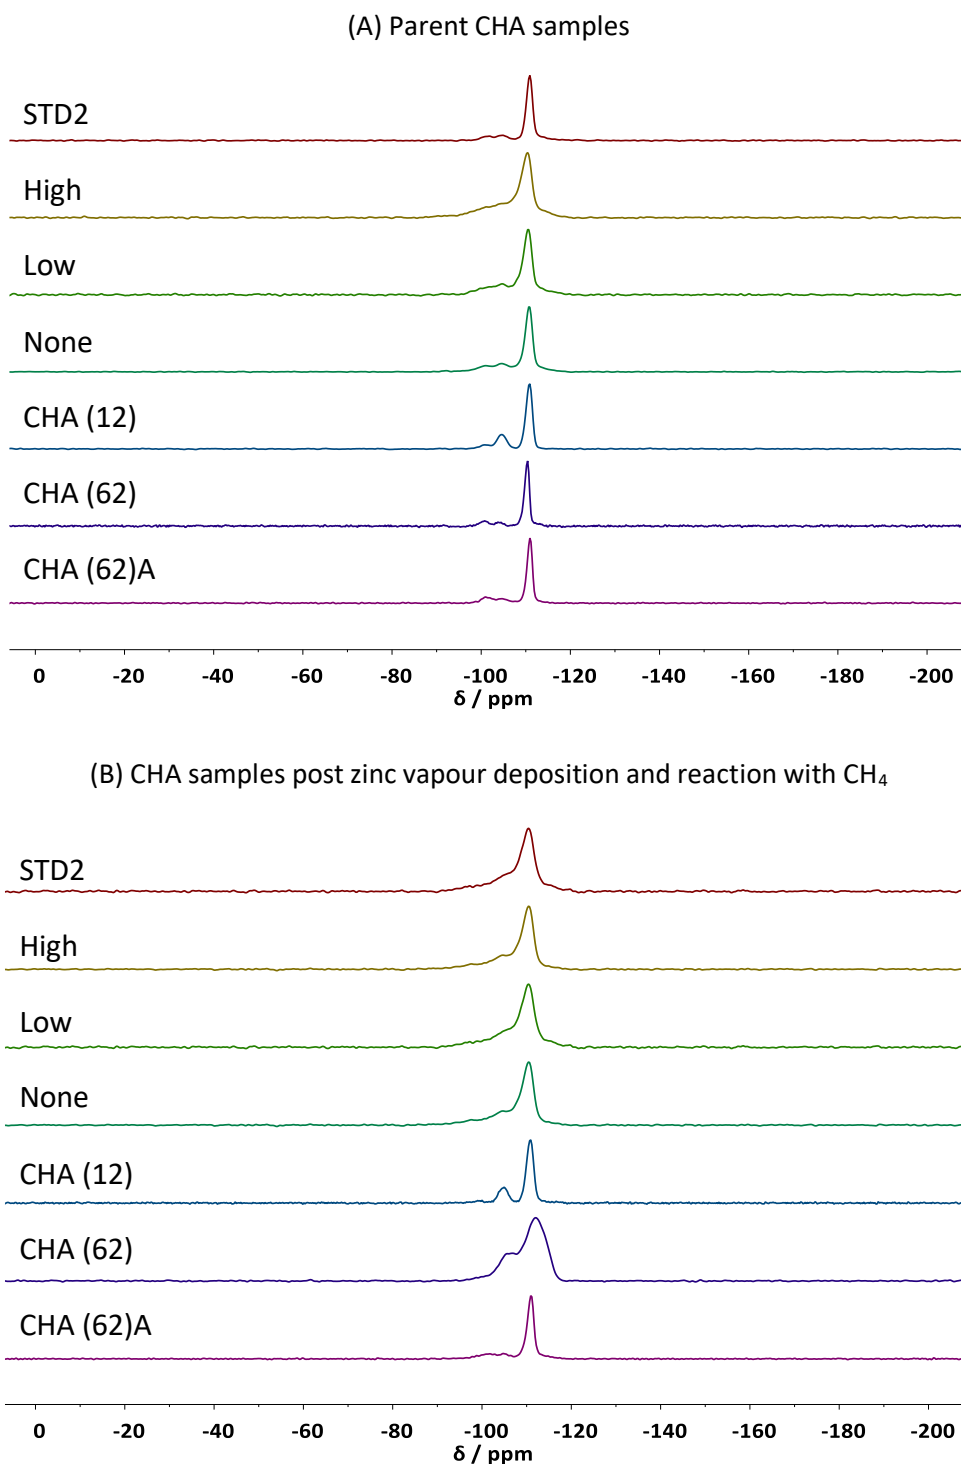 (A) Parent CHA samples
STD2
High
Low
None
CHA (12)
CHA (62)
CHA (62)A
0 -20 -40 -60 -80 -100 -120 -140 -160 -180 -200
δ / ppm
(B) CHA samples post zinc vapour deposition and reaction with CH₄
STD2
High
Low
None
CHA (12)
CHA (62)
CHA (62)A
0 -20 -40 -60 -80 -100 -120 -140 -160 -180 -200
δ / ppm